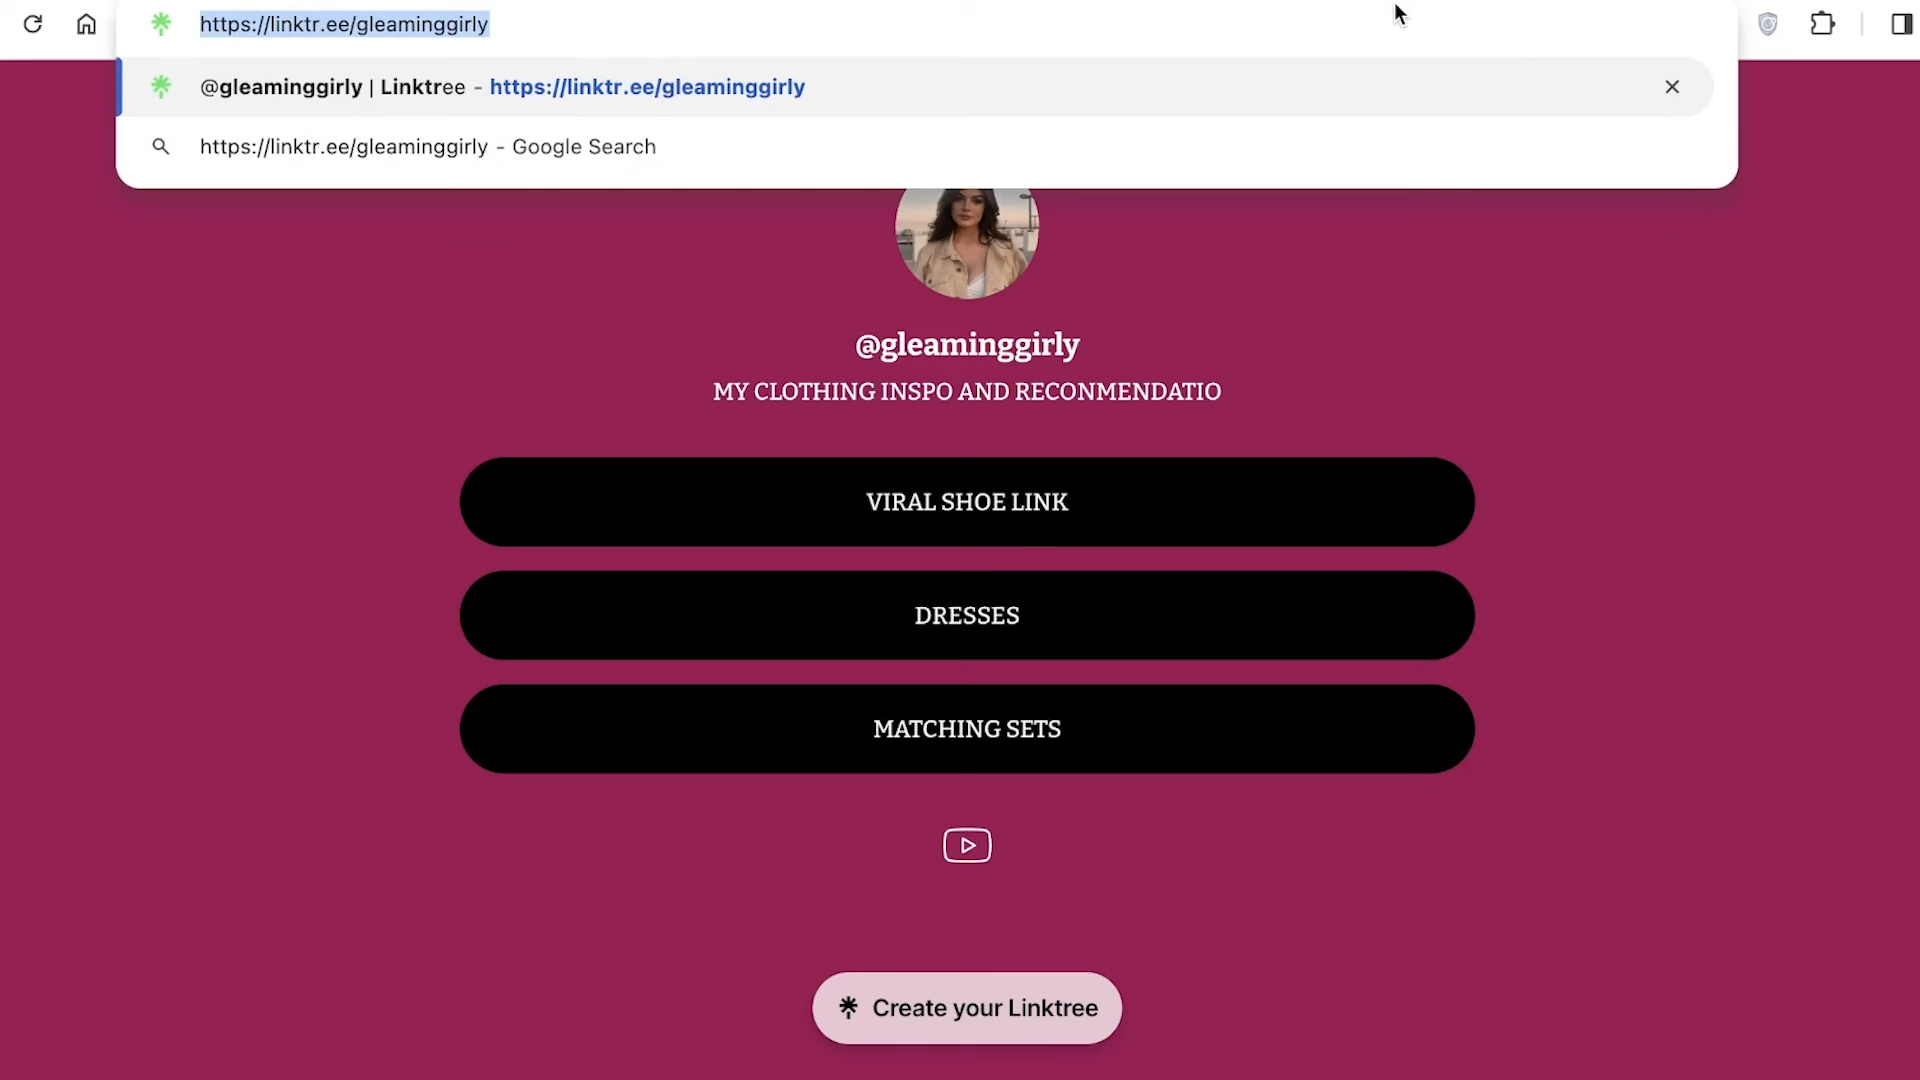 https://linktr.ee/gleaminggirly
@gleaminggirly | Linktree - https://linktr.ee/gleaminggirly
https://linktr.ee/gleaminggirly - Google Search
@gleaminggirly
MY CLOTHING INSPO AND RECONMENDATIO
VIRAL SHOE LINK
DRESSES
MATCHING SETS
Create your Linktree